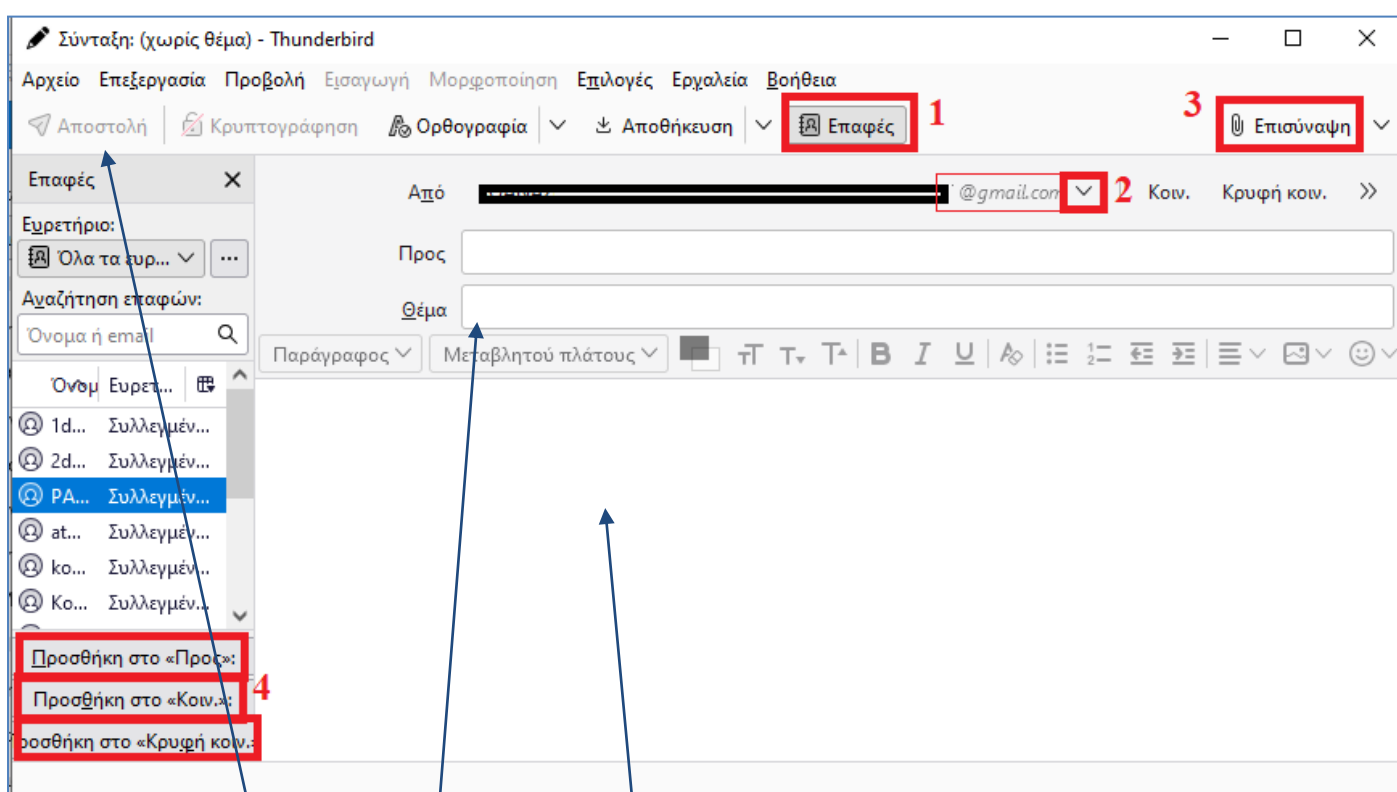 Σύνταξη: (χωρίς θέμα) - Thunderbird
Αρχείο Επεξεργασία Προβολή Εισαγωγή Μορφοποίηση Επιλογές Εργαλεία Βοήθεια
Αποστολή Κρυπτογράφηση Ορθογραφία Αποθήκευση Επαφές 1 3 Επισύναψη
Επαφές
Από @gmail.com 2 Κοιν. Κρυφή κοιν.
Ευρετήριο:
Όλα τα ευρ... ...
Προς
Αναζήτηση επαφών:
Θέμα
Όνομα ή email
Παράγραφος Μεταβλητού πλάτους
Όνομ Ευρετ...
1d... Συλλεγμέν...
2d... Συλλεγμέν...
PA... Συλλεγμέν...
at... Συλλεγμέν...
ko... Συλλεγμέν...
Ko... Συλλεγμέν...
Προσθήκη στο «Προς»:
Προσθήκη στο «Κοιν.»: 4
ροσθήκη στο «Κρυφή κοιν.»